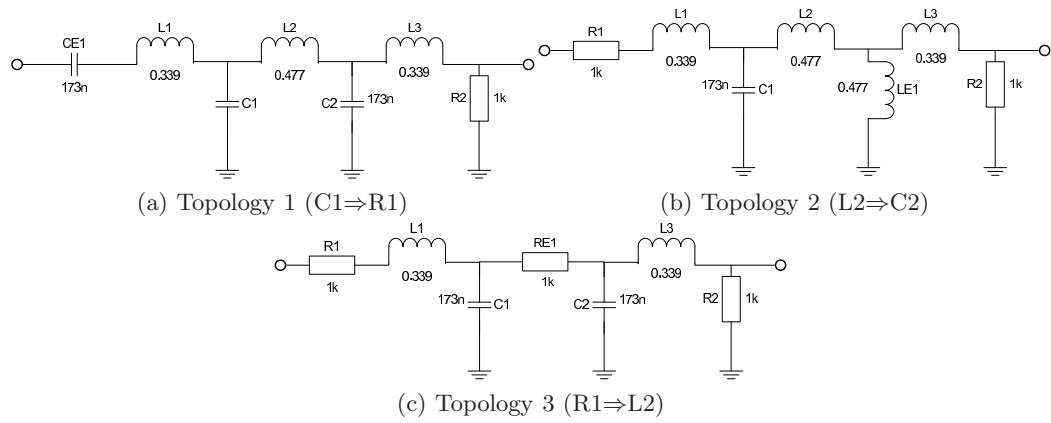 CE1
173n
L1
0.339
C1
L2
0.477
C2
173n
L3
0.339
R2
1k
(a) Topology 1 (C1⇒R1)
R1
1k
L1
0.339
173n
C1
L2
0.477
0.477
LE1
L3
0.339
R2
1k
(b) Topology 2 (L2⇒C2)
R1
1k
L1
0.339
173n
C1
RE1
1k
C2
173n
L3
0.339
R2
1k
(c) Topology 3 (R1⇒L2)